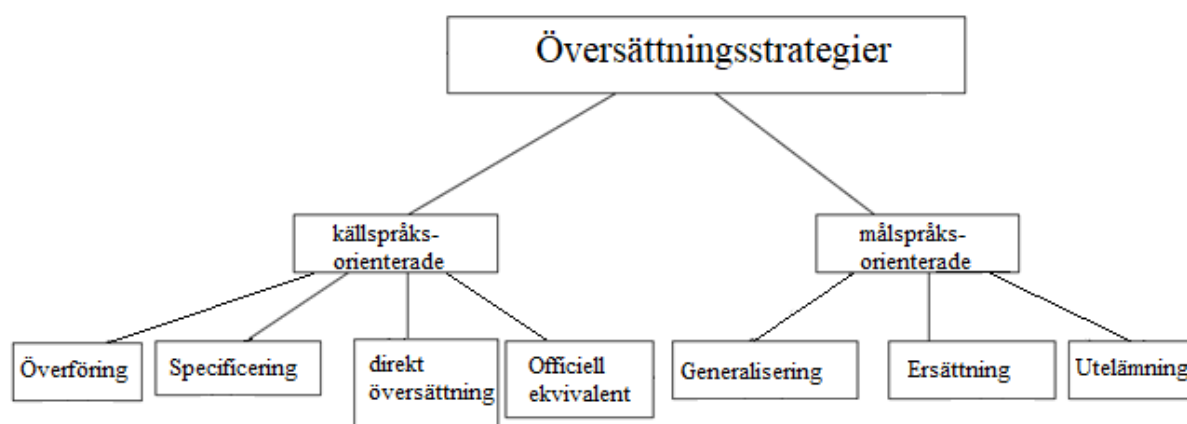 Översättningsstrategier
källspråks-
orienterade
målspråks-
orienterade
Överföring
Specificering
direkt
översättning
Officiell
ekvivalent
Generalisering
Ersättning
Utelämning